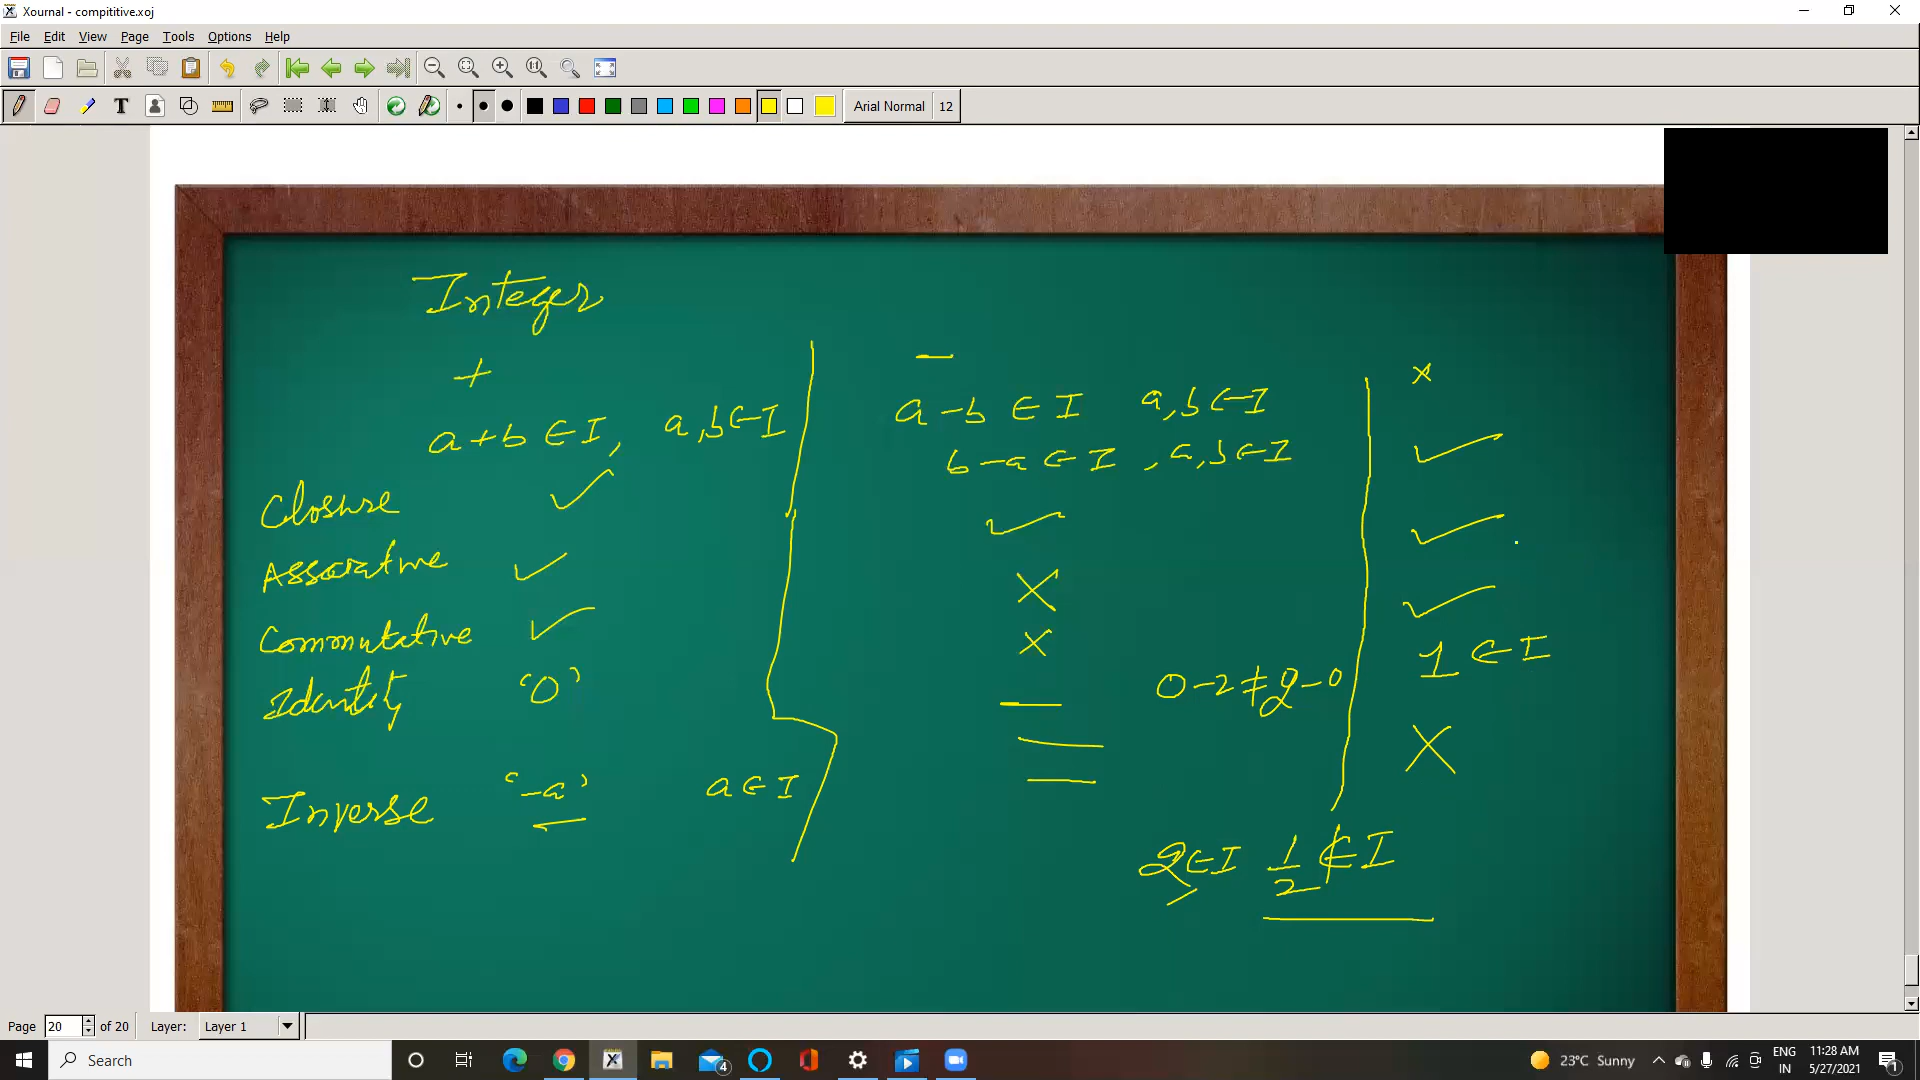 Xournal - compititive.xoj
File Edit View Page Tools Options Help
Arial Normal 12
Integer
+ − ×
a+b ∈ I, a,b ∈ I a−b ∈ I a,b ∈ I ✓
b−a ∈ I, a,b ∈ I
Closure ✓ ✓ ✓
Associative ✓ ✗ ✓
Commutative ✓ ✗
Identity '0' — 0−2≠2−0 1 ∈ I
— ✗
Inverse '−a' a ∈ I —
2 ∈ I 1/2 ∉ I
Page 20 of 20 Layer: Layer 1
Search 4 23°C Sunny ENG IN 11:28 AM 5/27/2021 1